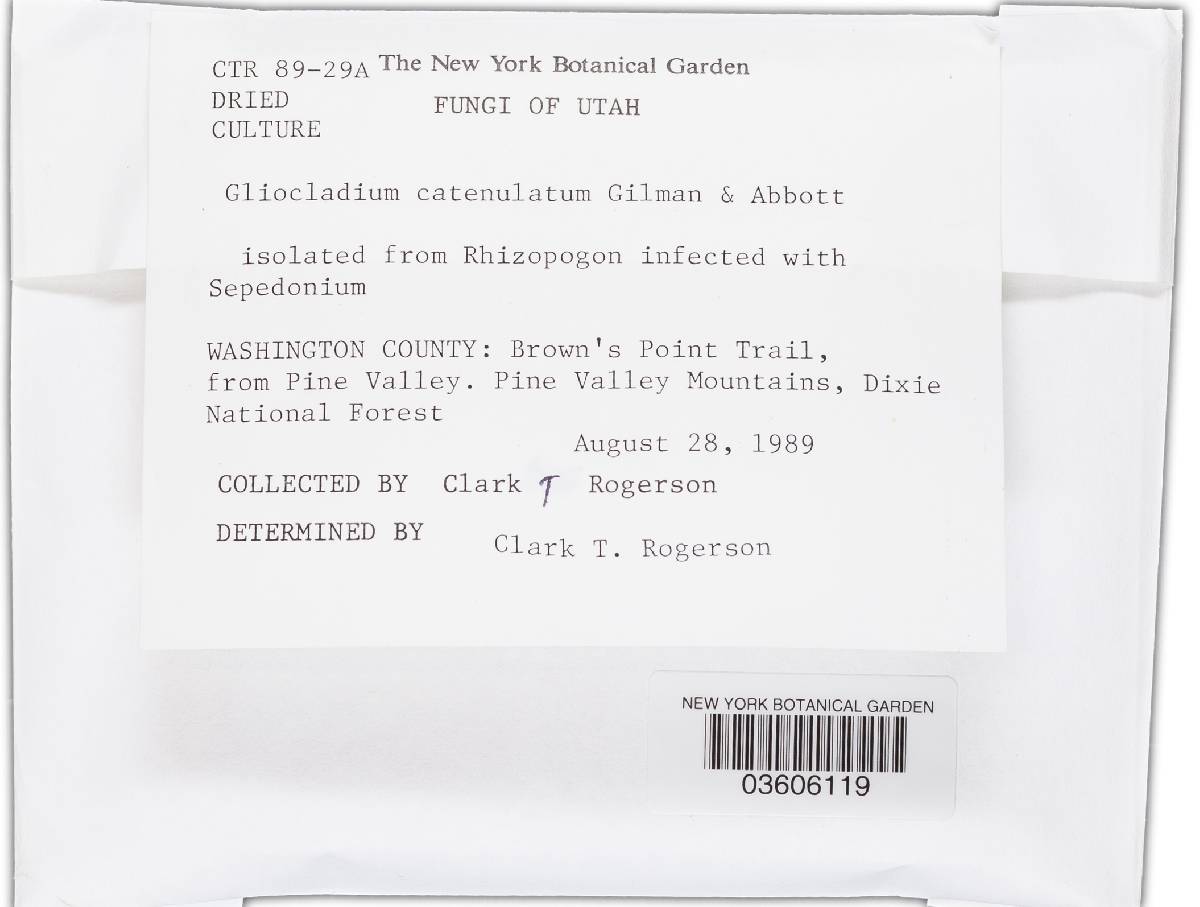 CTR 89-29A The New York Botanical Garden
DRIED FUNGI OF UTAH
CULTURE
Gliocladium catenulatum Gilman & Abbott
isolated from Rhizopogon infected with
Sepedonium
WASHINGTON COUNTY: Brown's Point Trail,
from Pine Valley. Pine Valley Mountains, Dixie
National Forest
August 28, 1989
COLLECTED BY Clark T Rogerson
DETERMINED BY Clark T. Rogerson
NEW YORK BOTANICAL GARDEN
03606119